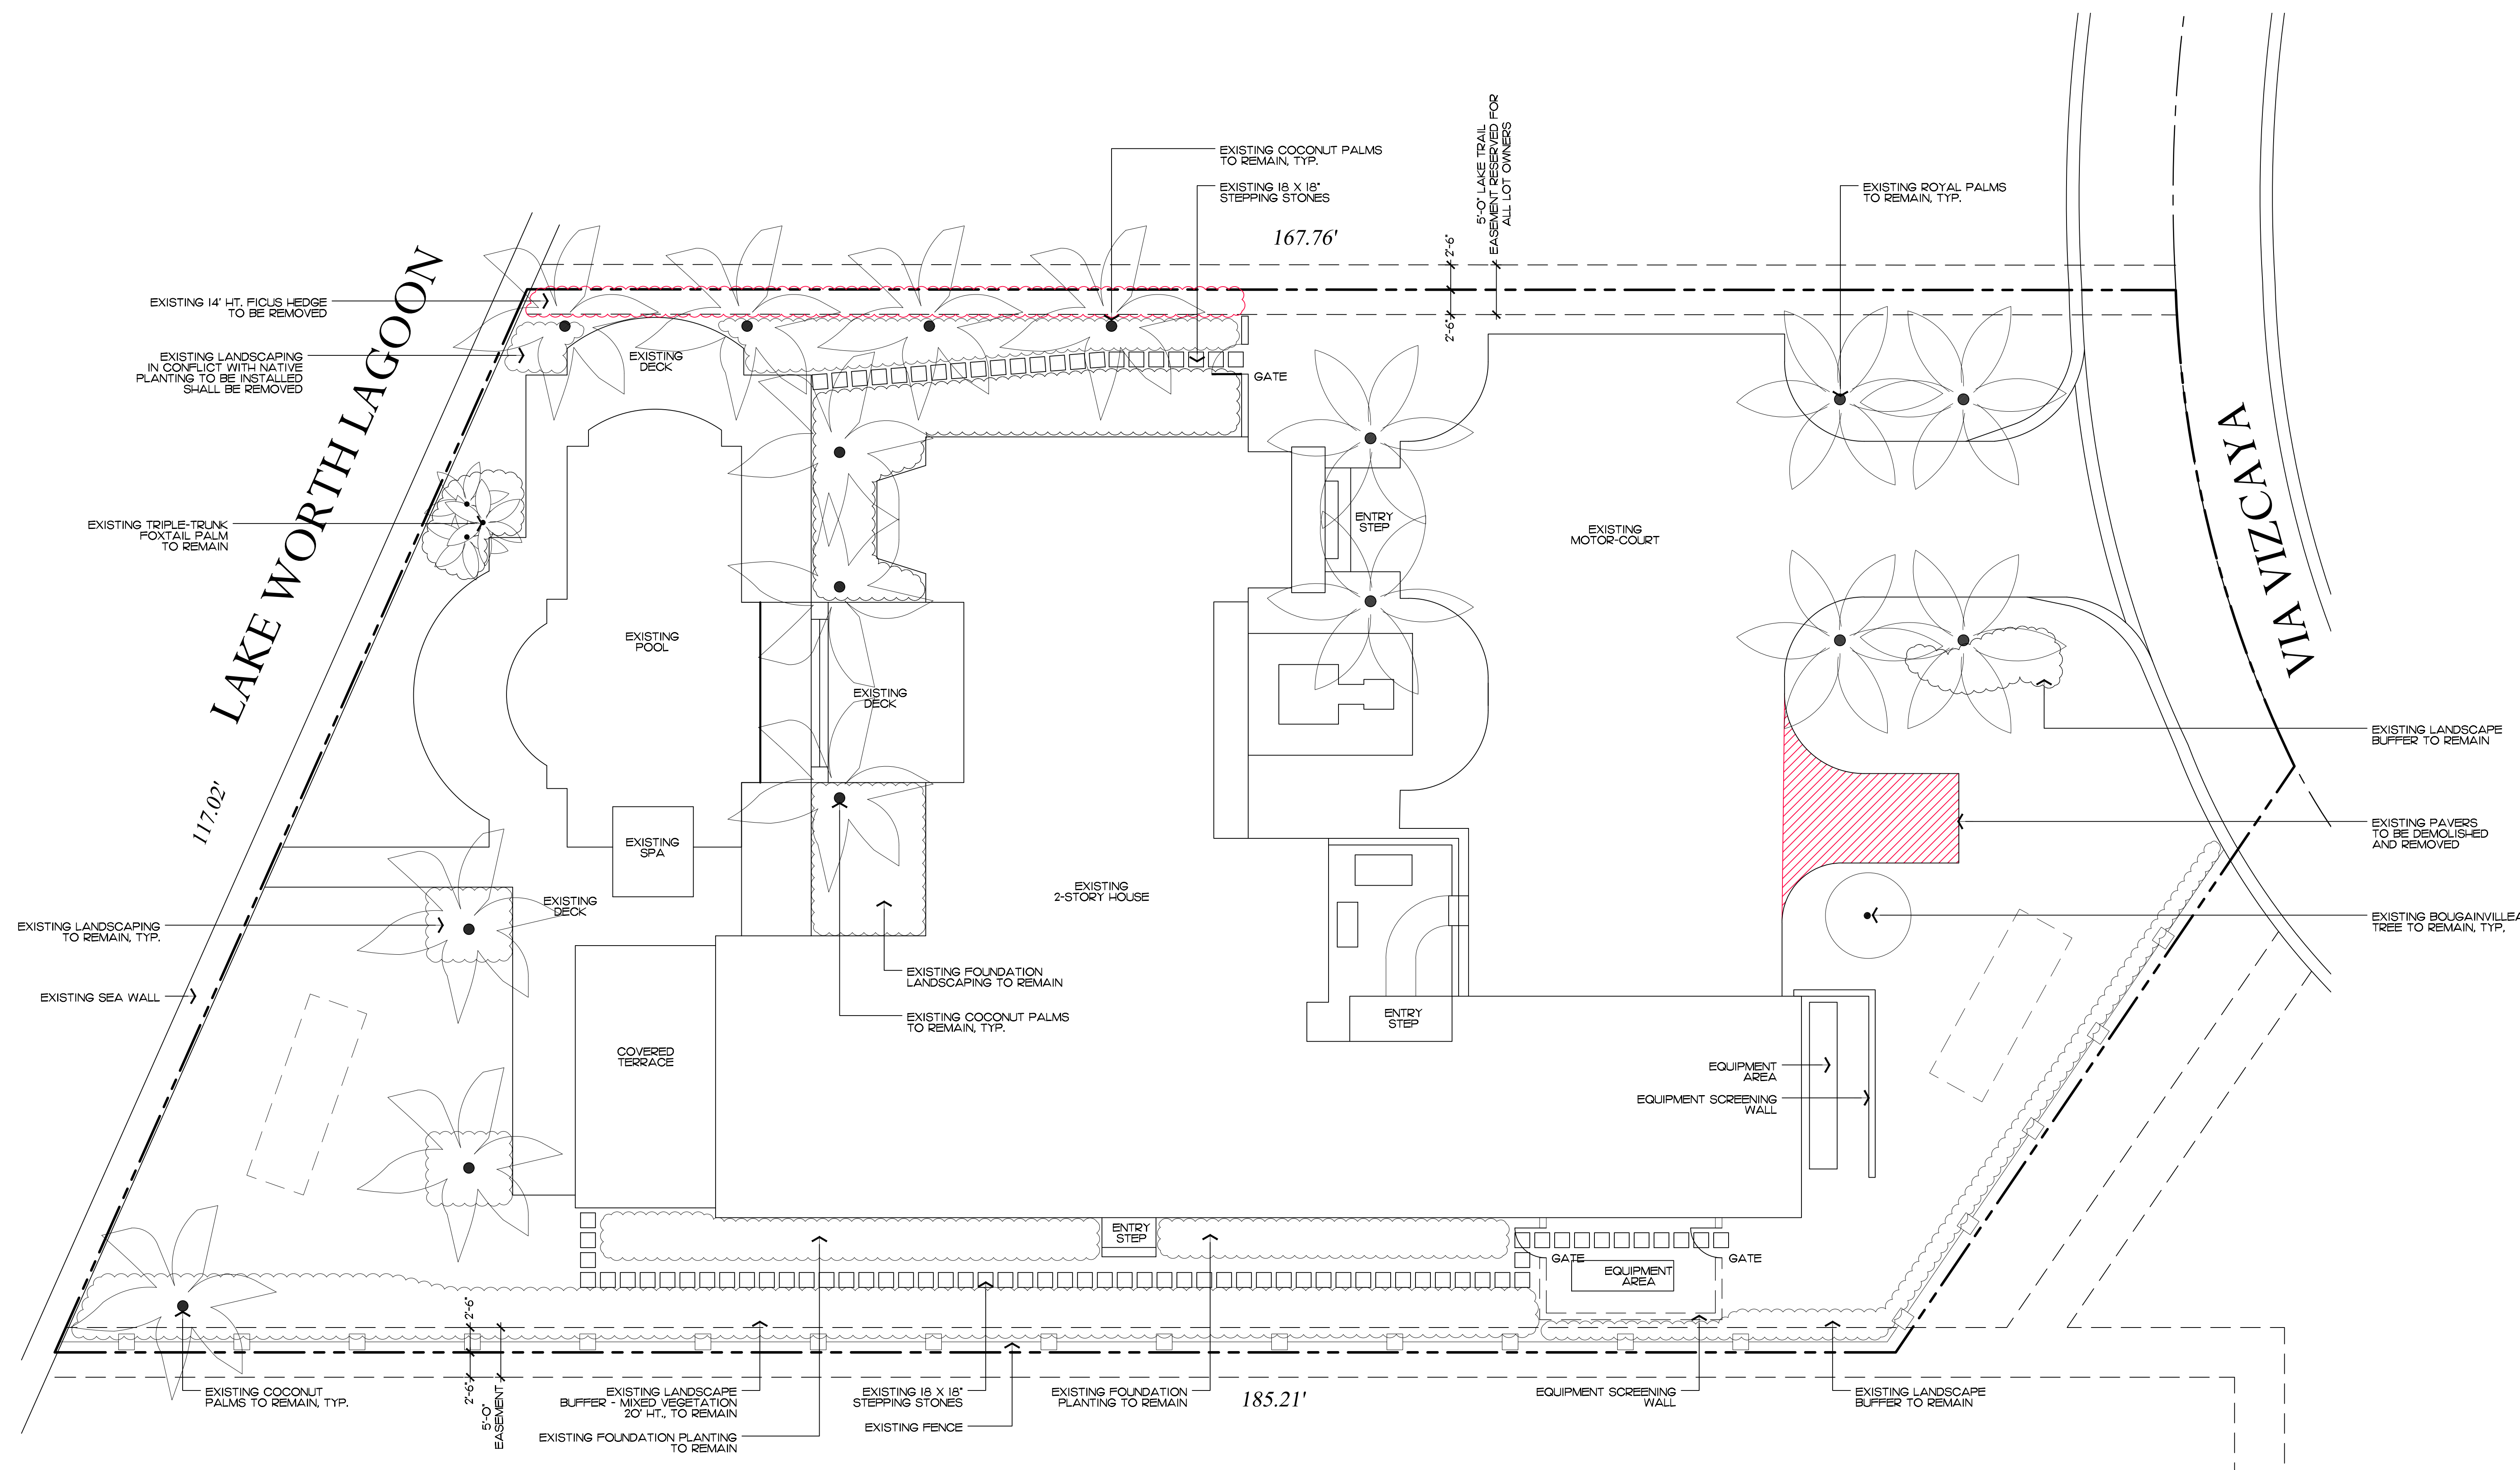 EXISTING COCONUT PALMS
TO REMAIN, TYP.
EXISTING 18 X 18"
STEPPING STONES
5'-0" LAKE TRAIL
EASEMENT RESERVED FOR
ALL LOT OWNERS
EXISTING ROYAL PALMS
TO REMAIN, TYP.
167.76'
2'-6"
2'-6"
EXISTING 14' HT. FICUS HEDGE
TO BE REMOVED
EXISTING LANDSCAPING
IN CONFLICT WITH NATIVE
PLANTING TO BE INSTALLED
SHALL BE REMOVED
EXISTING
DECK
GATE
LAKE WORTH LAGOON
VIA VIZCAYA
EXISTING TRIPLE-TRUNK
FOXTAIL PALM
TO REMAIN
ENTRY
STEP
EXISTING
MOTOR-COURT
EXISTING
POOL
EXISTING
DECK
EXISTING LANDSCAPE
BUFFER TO REMAIN
117.02'
EXISTING
SPA
EXISTING PAVERS
TO BE DEMOLISHED
AND REMOVED
EXISTING
2-STORY HOUSE
EXISTING
DECK
EXISTING LANDSCAPING
TO REMAIN, TYP.
EXISTING BOUGAINVILLEA
TREE TO REMAIN, TYP.
EXISTING FOUNDATION
LANDSCAPING TO REMAIN
EXISTING SEA WALL
EXISTING COCONUT PALMS
TO REMAIN, TYP.
ENTRY
STEP
COVERED
TERRACE
EQUIPMENT
AREA
EQUIPMENT SCREENING
WALL
ENTRY
STEP
GATE
GATE
EQUIPMENT
AREA
2'-6"
2'-6"
5'-0"
EASEMENT
EXISTING COCONUT
PALMS TO REMAIN, TYP.
EXISTING LANDSCAPE
BUFFER - MIXED VEGETATION
20' HT., TO REMAIN
EXISTING FOUNDATION PLANTING
TO REMAIN
EXISTING 18 X 18"
STEPPING STONES
EXISTING FENCE
EXISTING FOUNDATION
PLANTING TO REMAIN
185.21'
EQUIPMENT SCREENING
WALL
EXISTING LANDSCAPE
BUFFER TO REMAIN